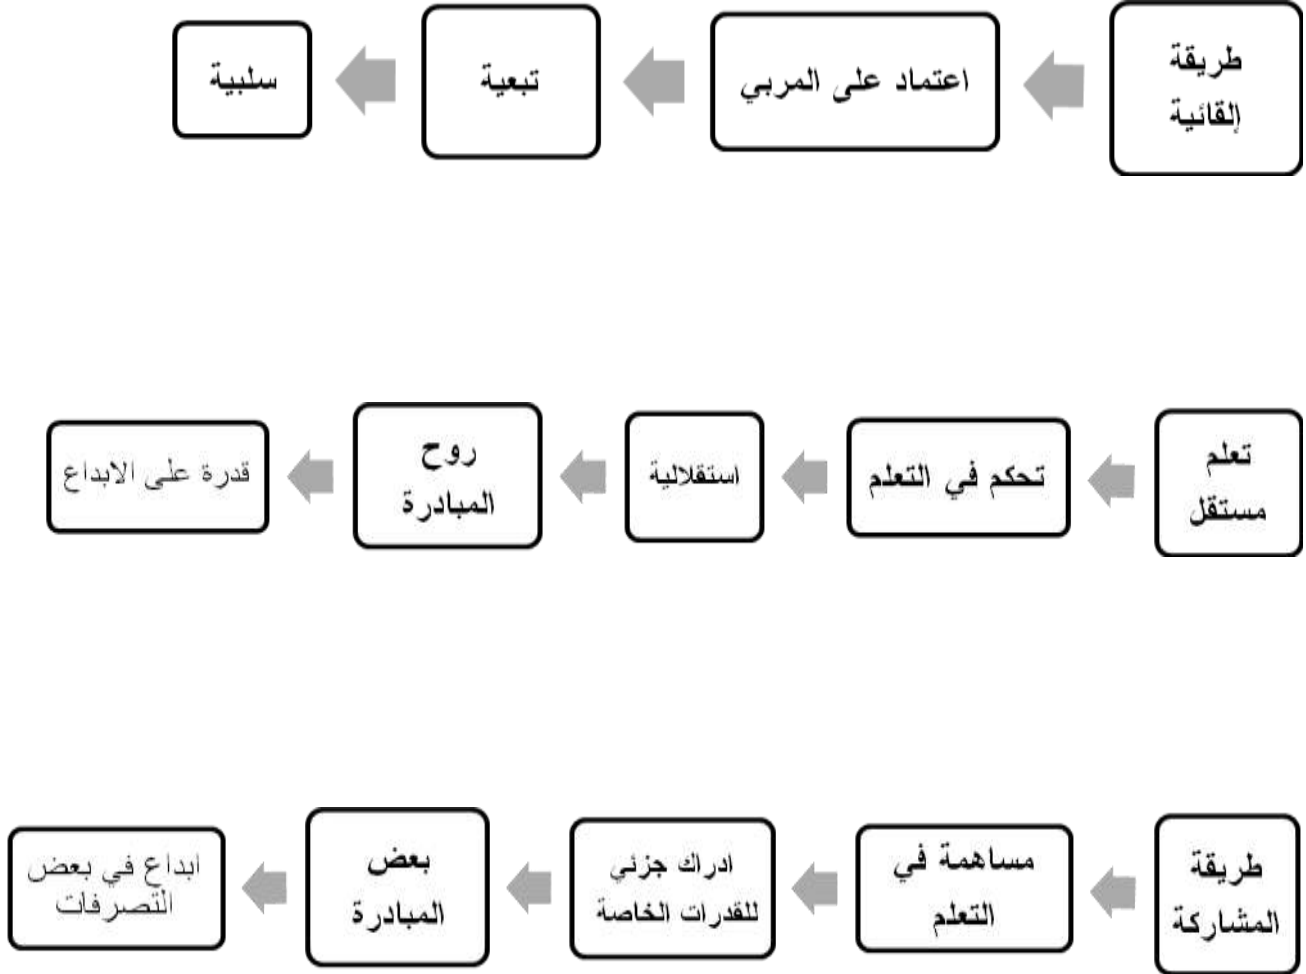 طريقة
إلقائية
اعتماد على المربي
تبعية
سلبية
تعلم
مستقل
تحكم في التعلم
استقلالية
روح
المبادرة
قدرة على الابداع
طريقة
المشاركة
مساهمة في
التعلم
ادراك جزئي
للقدرات الخاصة
بعض
المبادرة
ابداع في بعض
التصرفات